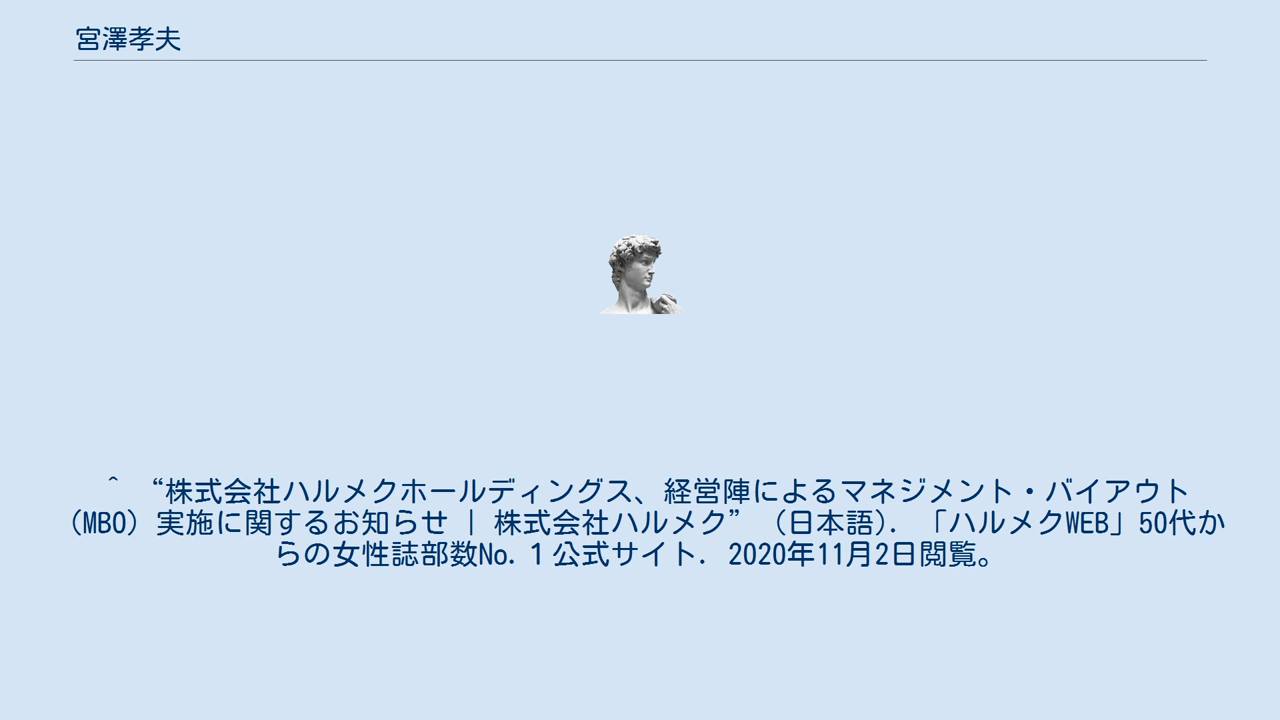 宮澤孝夫
^ “株式会社ハルメクホールディングス、経営陣によるマネジメント・バイアウト
(MBO) 実施に関するお知らせ | 株式会社ハルメク” (日本語). 「ハルメクWEB」50代か
らの女性誌部数No.１公式サイト. 2020年11月2日閲覧。